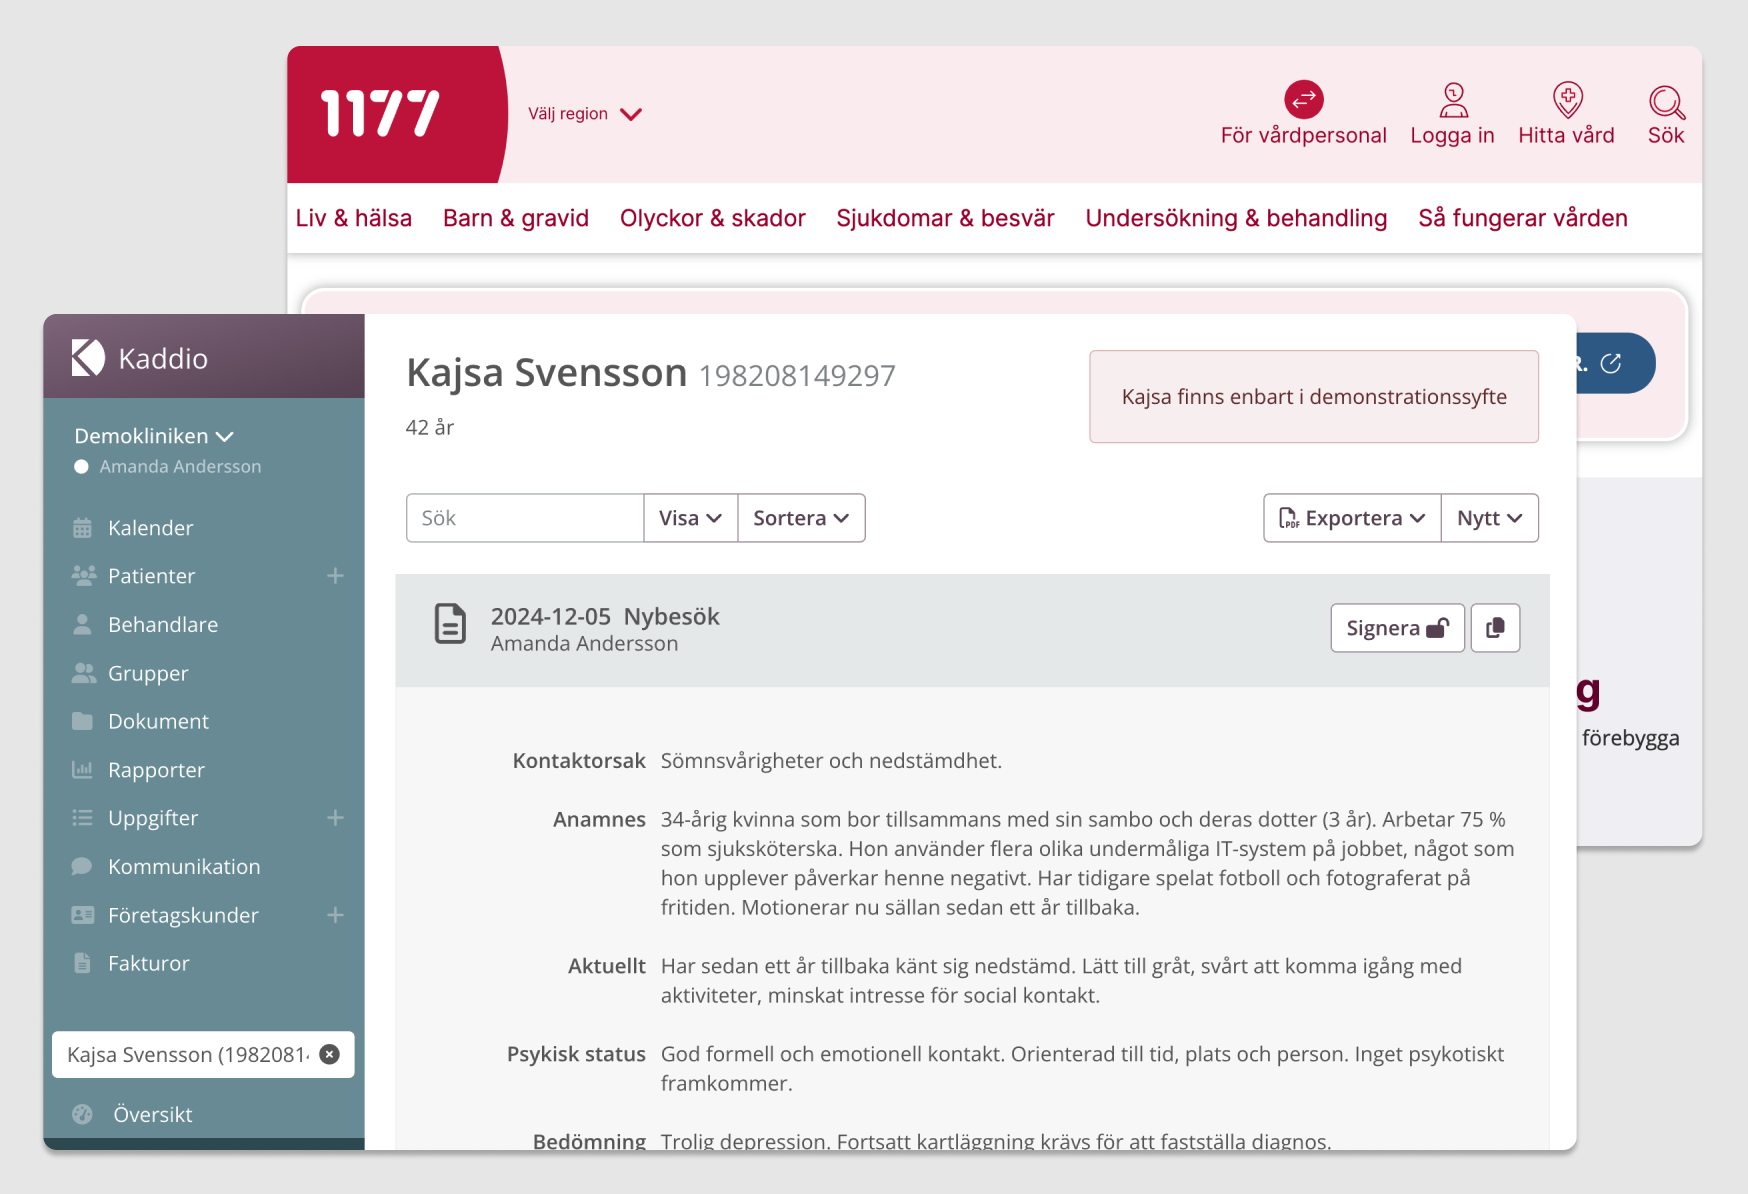 1177
Välj region
För vårdpersonal
Logga in
Hitta vård
Sök
Liv & hälsa
Barn & gravid
Olyckor & skador
Sjukdomar & besvär
Undersökning & behandling
Så fungerar vården
g
förebygga
Kaddio
Demokliniken
Amanda Andersson
Kalender
Patienter
Behandlare
Grupper
Dokument
Rapporter
Uppgifter
Kommunikation
Företagskunder
Fakturor
Kajsa Svensson (1982081
Översikt
Kajsa Svensson 198208149297
42 år
Kajsa finns enbart i demonstrationssyfte
Sök
Visa
Sortera
PDF Exportera
Nytt
2024-12-05 Nybesök
Amanda Andersson
Signera
Kontaktorsak Sömnsvårigheter och nedstämdhet.
Anamnes 34-årig kvinna som bor tillsammans med sin sambo och deras dotter (3 år). Arbetar 75 %
som sjuksköterska. Hon använder flera olika undermåliga IT-system på jobbet, något som
hon upplever påverkar henne negativt. Har tidigare spelat fotboll och fotograferat på
fritiden. Motionerar nu sällan sedan ett år tillbaka.
Aktuellt Har sedan ett år tillbaka känt sig nedstämd. Lätt till gråt, svårt att komma igång med
aktiviteter, minskat intresse för social kontakt.
Psykisk status God formell och emotionell kontakt. Orienterad till tid, plats och person. Inget psykotiskt
framkommer.
Bedömning Trolig depression. Fortsatt kartläggning krävs för att fastställa diagnos.